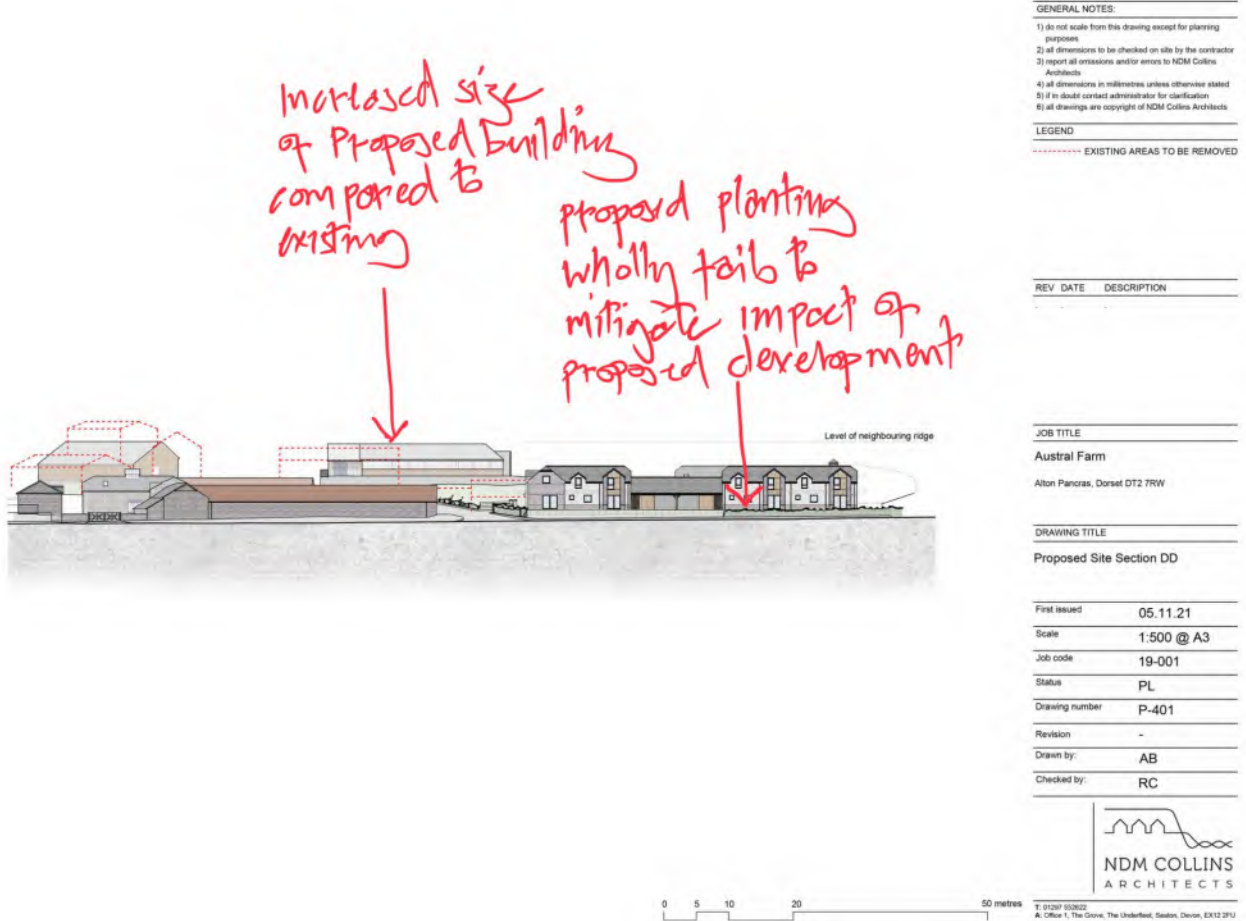 Increased size
of Proposed building
compared to
existing
proposed planting
wholly fails to
mitigate impact of
proposed development
Level of neighbouring ridge
GENERAL NOTES:
1) do not scale from this drawing except for planning
purposes
2) all dimensions to be checked on site by the contractor
3) report all omissions and/or errors to NDM Collins
Architects
4) all dimensions in millimetres unless otherwise stated
5) if in doubt contact administrator for clarification
6) all drawings are copyright of NDM Collins Architects
LEGEND
EXISTING AREAS TO BE REMOVED
REV DATE DESCRIPTION
JOB TITLE
Austral Farm
Alton Pancras, Dorset DT2 7RW
DRAWING TITLE
Proposed Site Section DD
First issued 05.11.21
Scale 1:500 @ A3
Job code 19-001
Status PL
Drawing number P-401
Revision -
Drawn by: AB
Checked by: RC
NDM COLLINS
ARCHITECTS
T: 01297 552622
A: Office 1, The Grove, The Underfleet, Seaton, Devon, EX12 2FU
0 5 10 20 50 metres